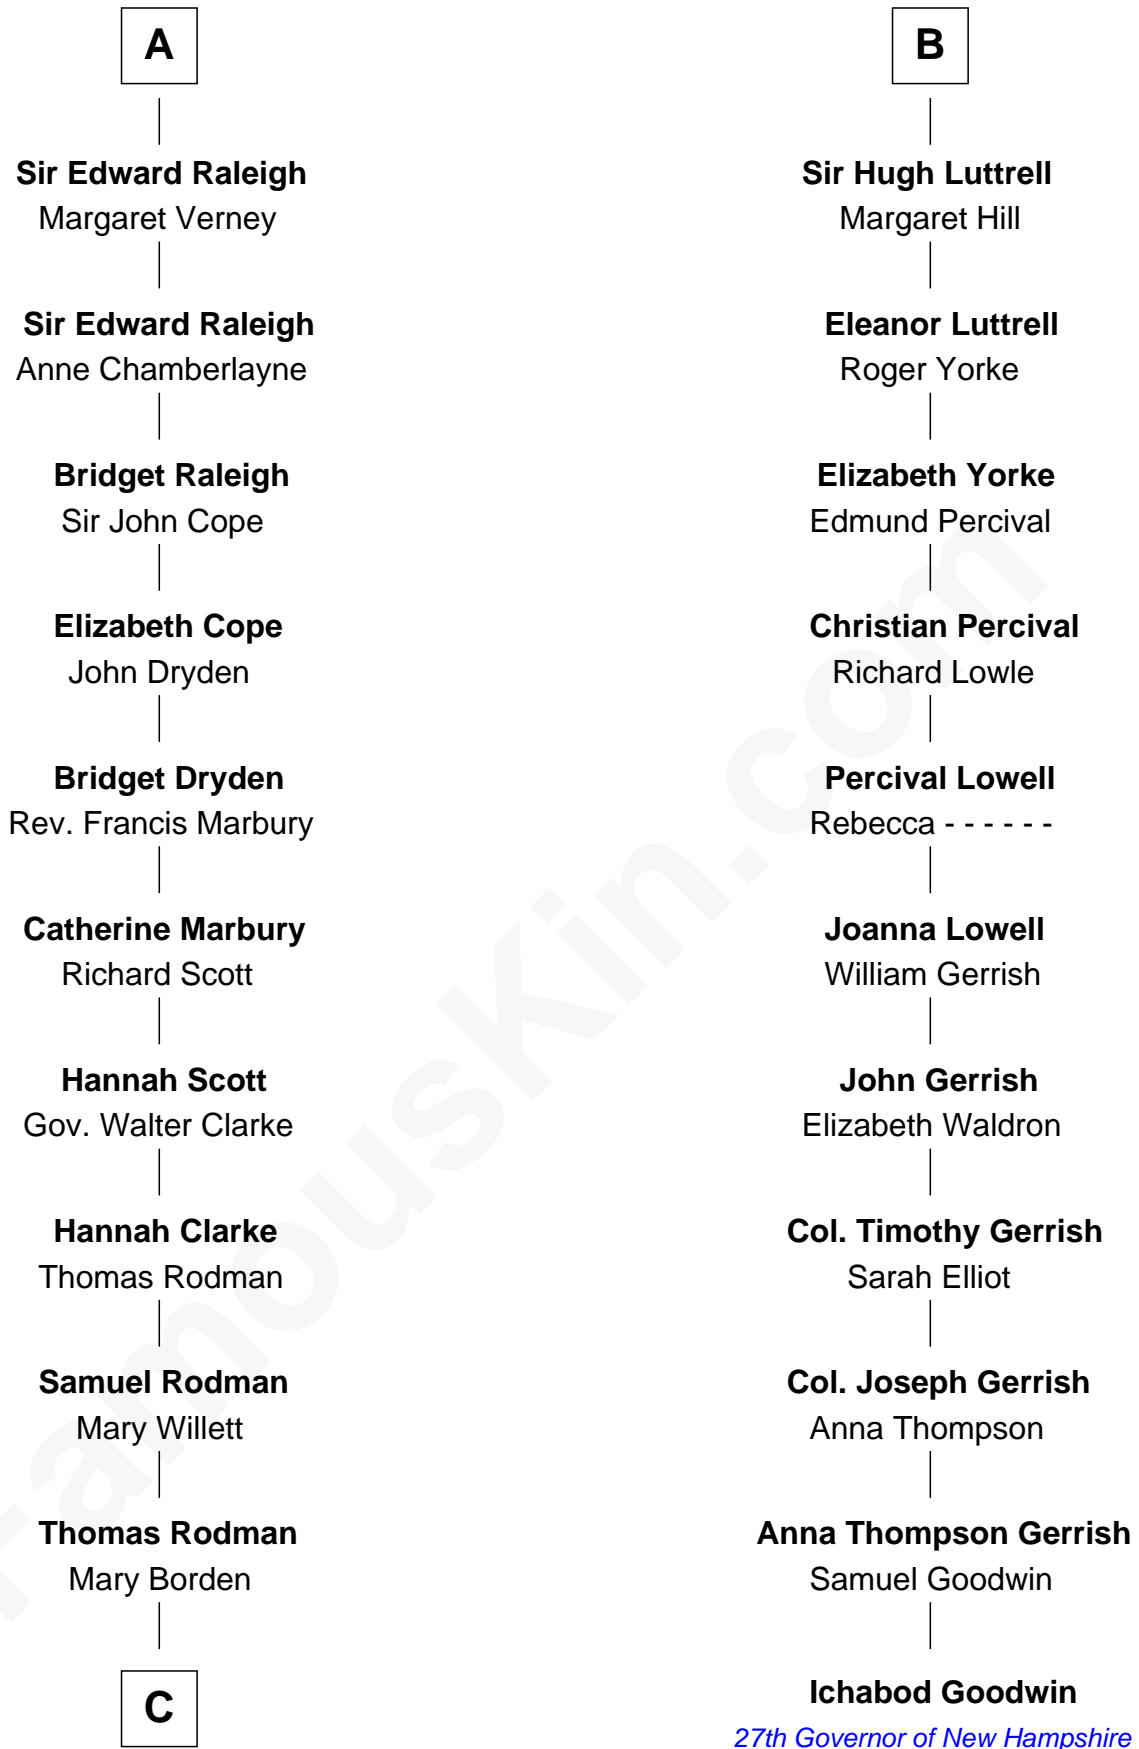 A
Sir Edward Raleigh
Margaret Verney
Sir Edward Raleigh
Anne Chamberlayne
Bridget Raleigh
Sir John Cope
Elizabeth Cope
John Dryden
Bridget Dryden
Rev. Francis Marbury
Catherine Marbury
Richard Scott
Hannah Scott
Gov. Walter Clarke
Hannah Clarke
Thomas Rodman
Samuel Rodman
Mary Willett
Thomas Rodman
Mary Borden
C
B
Sir Hugh Luttrell
Margaret Hill
Eleanor Luttrell
Roger Yorke
Elizabeth Yorke
Edmund Percival
Christian Percival
Richard Lowle
Percival Lowell
Rebecca - - - - - -
Joanna Lowell
William Gerrish
John Gerrish
Elizabeth Waldron
Col. Timothy Gerrish
Sarah Elliot
Col. Joseph Gerrish
Anna Thompson
Anna Thompson Gerrish
Samuel Goodwin
Ichabod Goodwin
27th Governor of New Hampshire
FamousKin.com